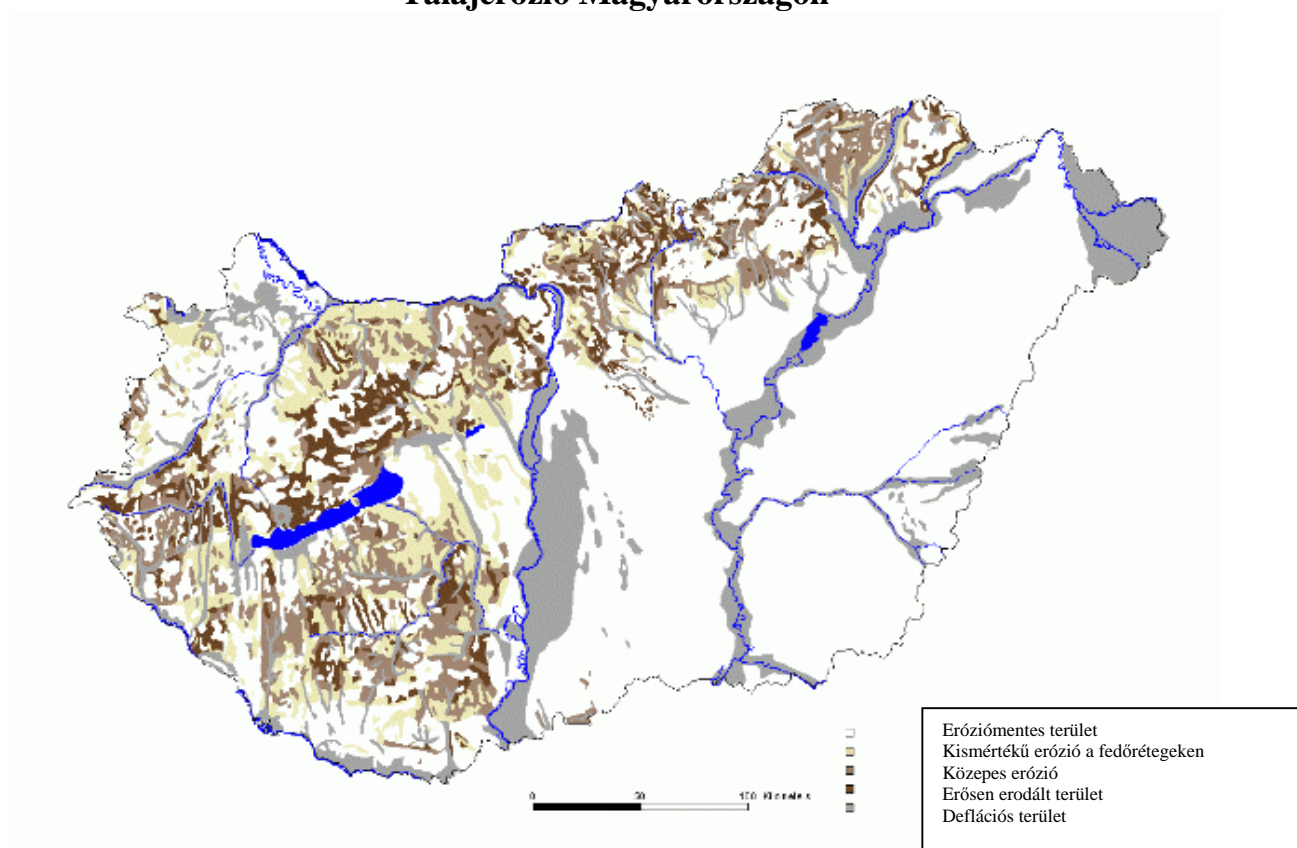 Talajerózió Magyarországon
Eróziómentes terület
Kismértékű erózió a fedőrétegeken
Közepes erózió
Erősen erodált terület
Deflációs terület
0 50 100